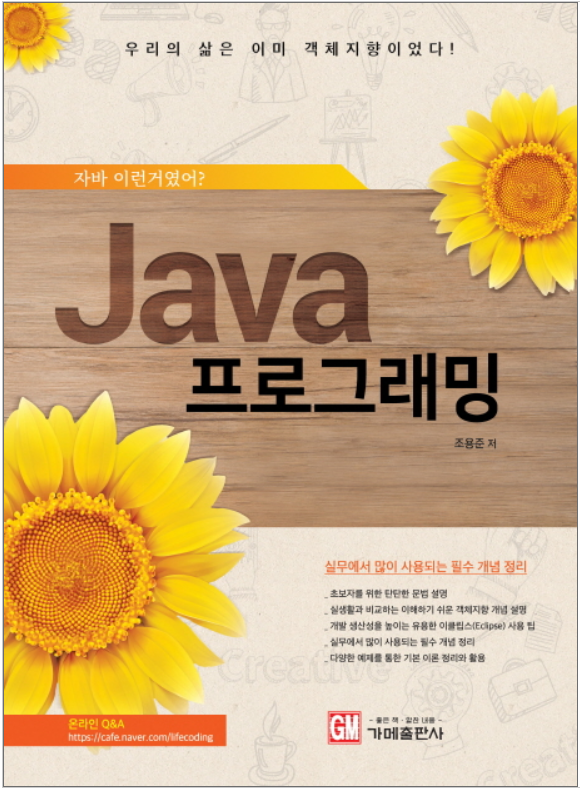 우리의 삶은 이미 객체지향이었다!
자바 이런거였어?
Java
프로그래밍
조용준 저
실무에서 많이 사용되는 필수 개념 정리
_ 초보자를 위한 탄탄한 문법 설명
_ 실생활과 비교하는 이해하기 쉬운 객체지향 개념 설명
_ 개발 생산성을 높이는 유용한 이클립스(Eclipse) 사용 팁
_ 실무에서 많이 사용되는 필수 개념 정리
_ 다양한 예제를 통한 기본 이론 정리와 활용
Creative
온라인 Q&A
https://cafe.naver.com/lifecoding
GM
- 좋은 책 · 알찬 내용 -
가메출판사